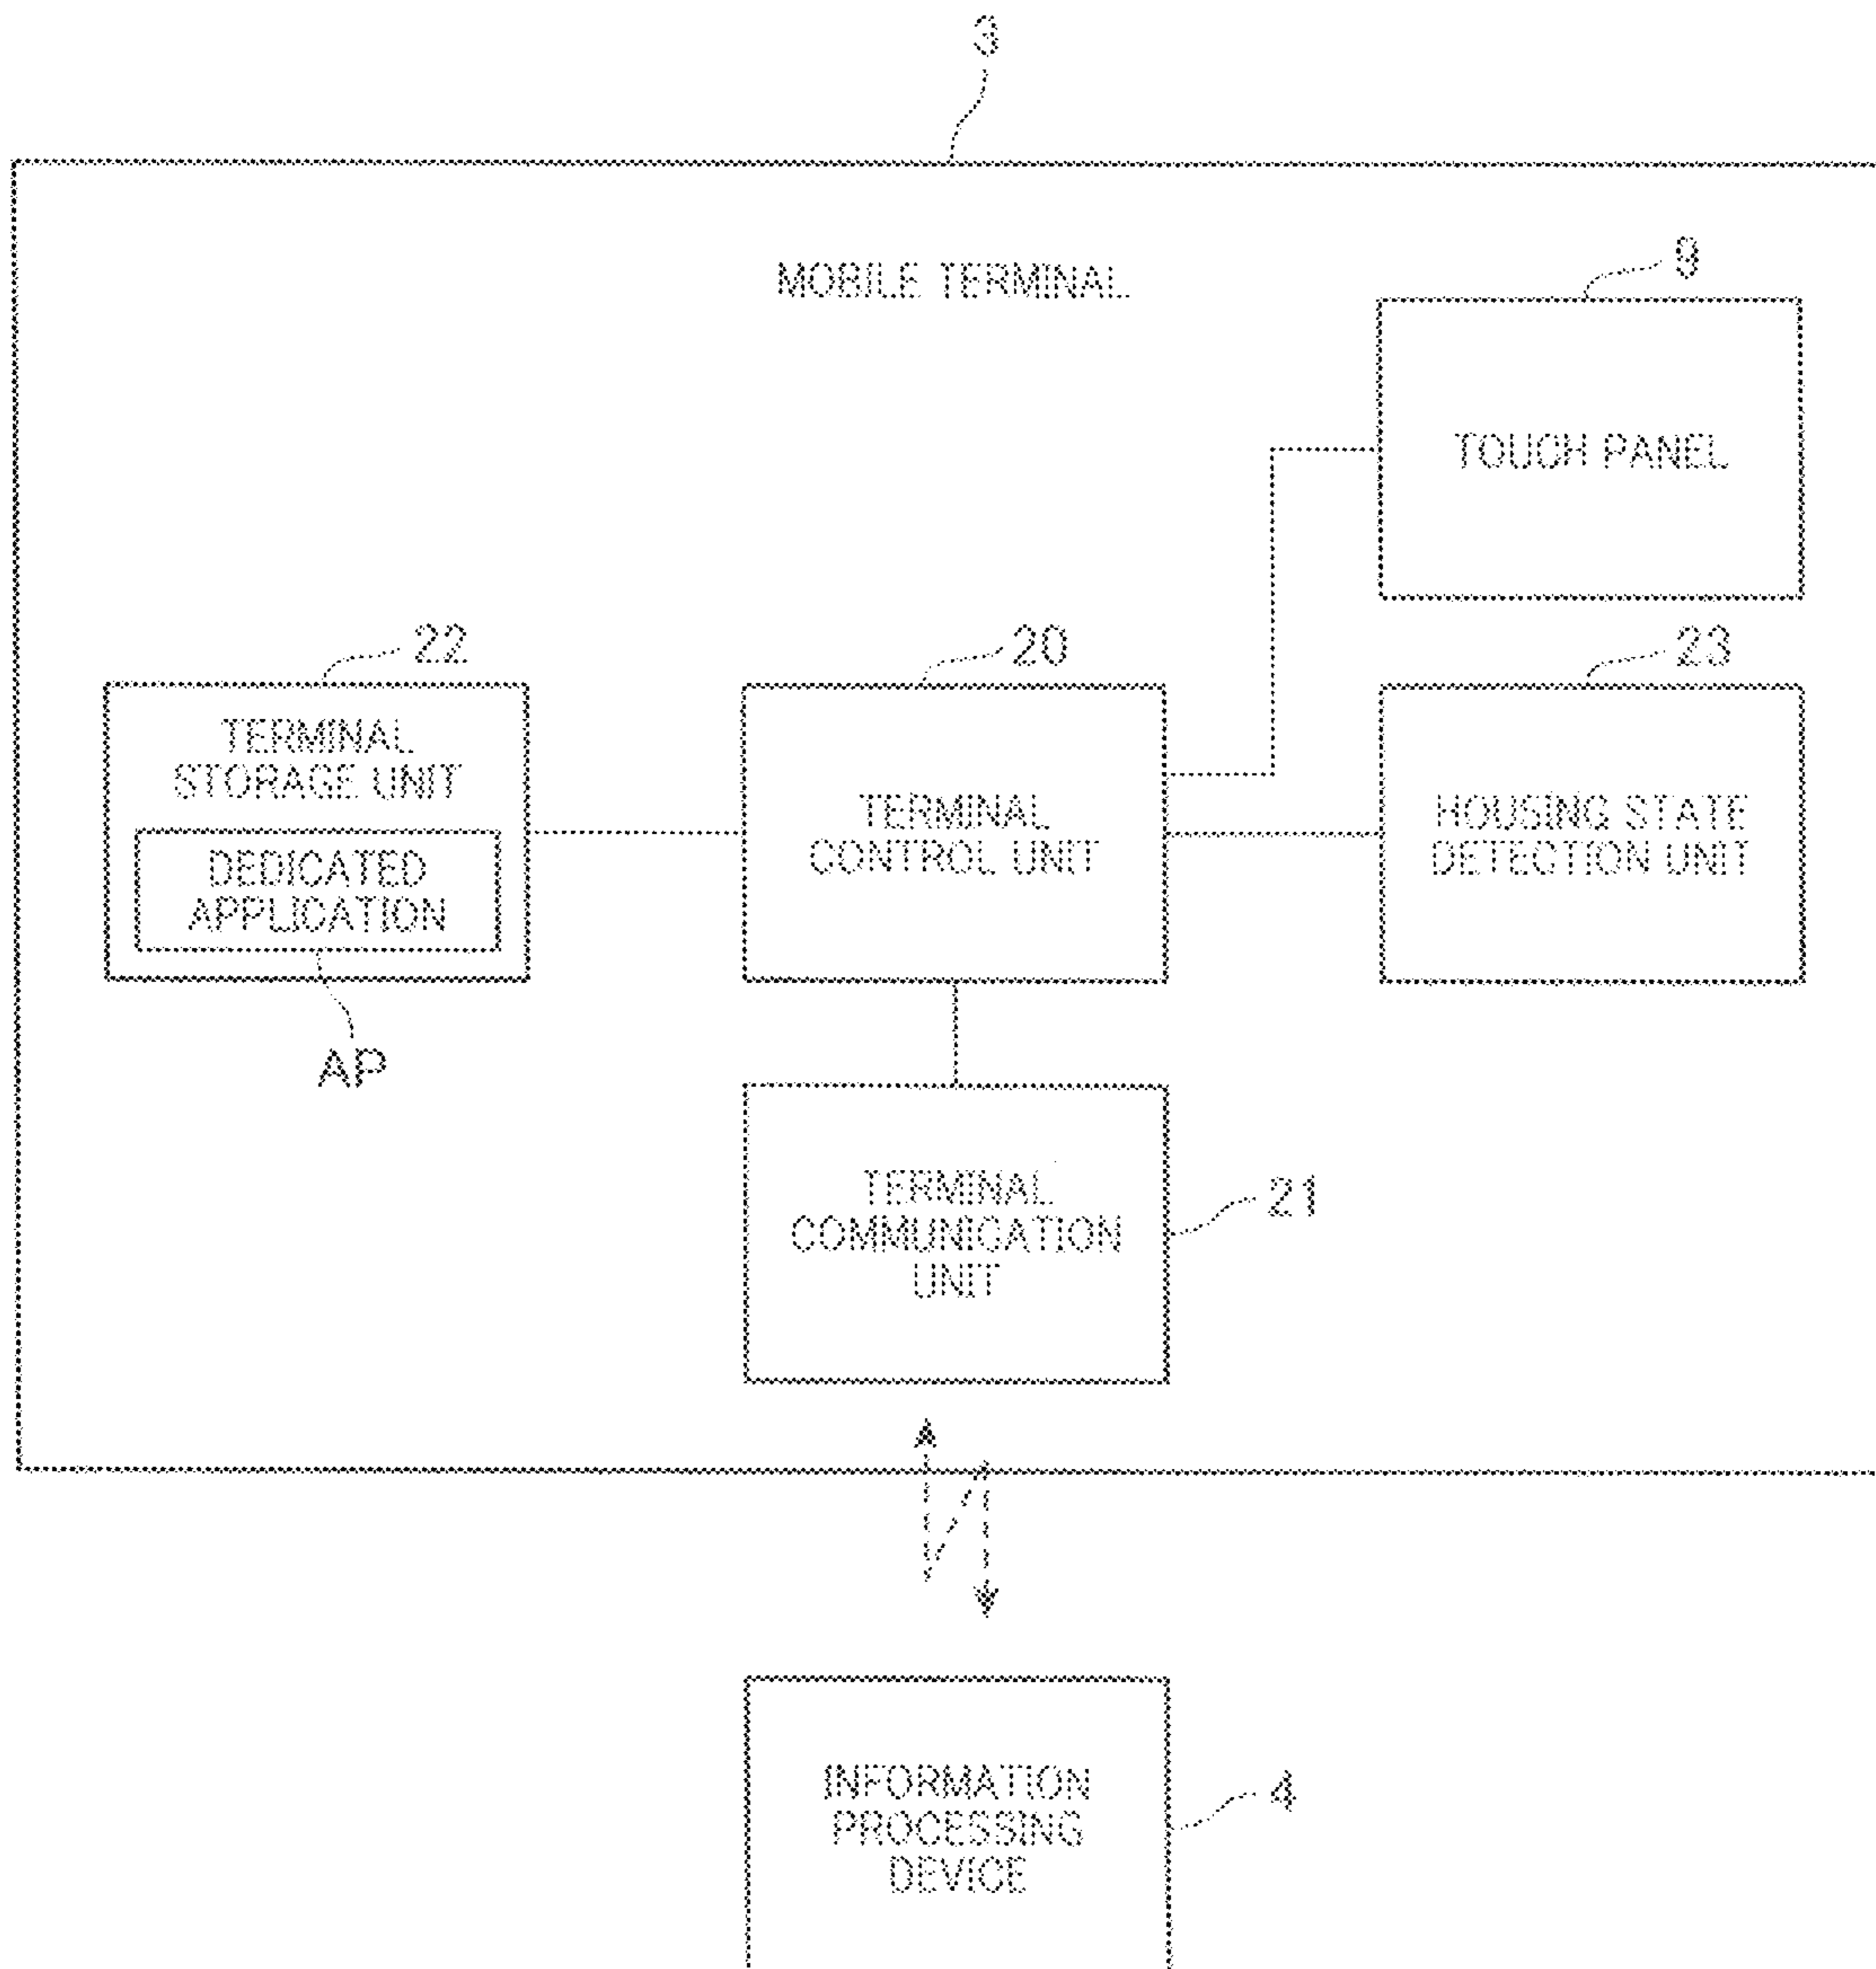 3
MOBILE TERMINAL
9
TOUCH PANEL
22
20
23
TERMINAL
STORAGE UNIT
DEDICATED
APPLICATION
TERMINAL
CONTROL UNIT
HOUSING STATE
DETECTION UNIT
AP
TERMINAL
COMMUNICATION
UNIT
21
INFORMATION
PROCESSING
DEVICE
4